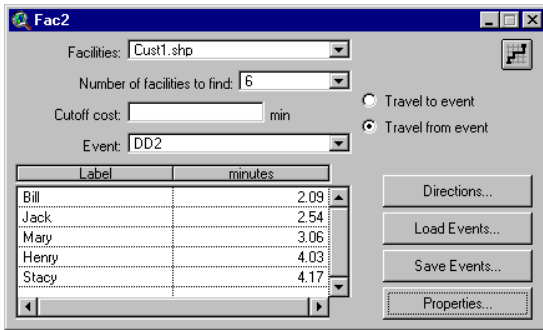 Fac2
Facilities: Cust1.shp
Number of facilities to find: 6
Cutoff cost: min
Travel to event
Travel from event
Event: DD2
Label minutes
Bill 2.09
Jack 2.54
Mary 3.06
Henry 4.03
Stacy 4.17
Directions...
Load Events...
Save Events...
Properties...